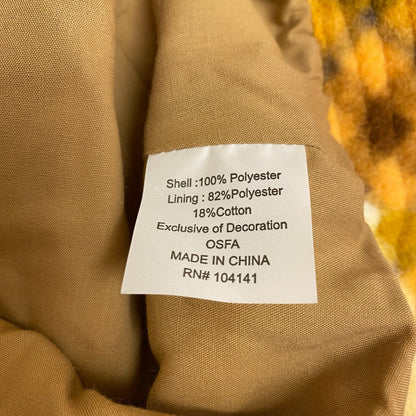 Shell :100% Polyester
Lining : 82%Polyester
18%Cotton
Exclusive of Decoration
OSFA
MADE IN CHINA
RN# 104141